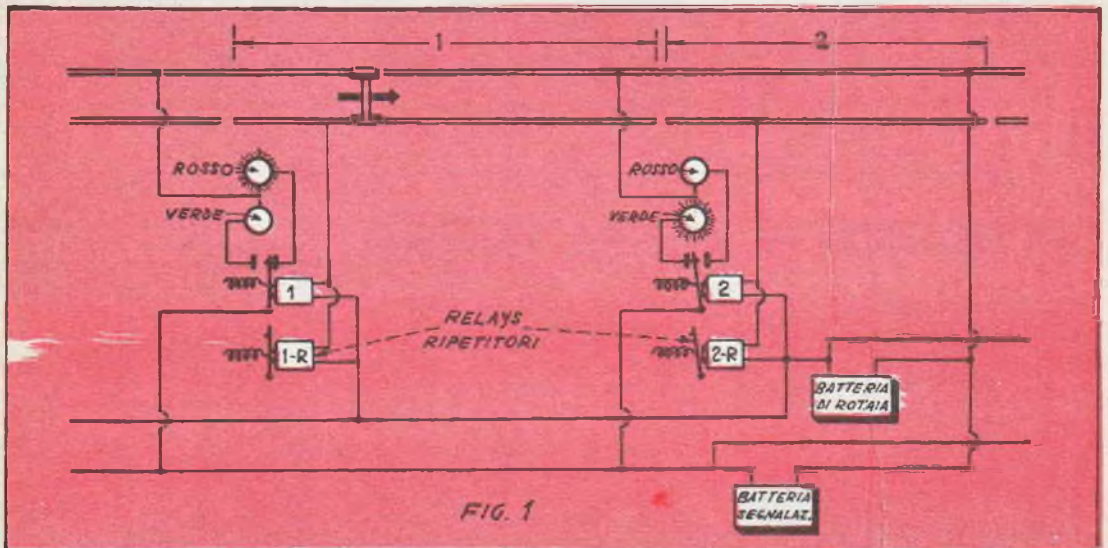 1 2
ROSSO ROSSO
VERDE VERDE
1 2
RELAYS
RIPETITORI
1-R 2-R
BATTERIA
DI ROTAIA
BATTERIA
SEGNALAZ.
FIG. 1